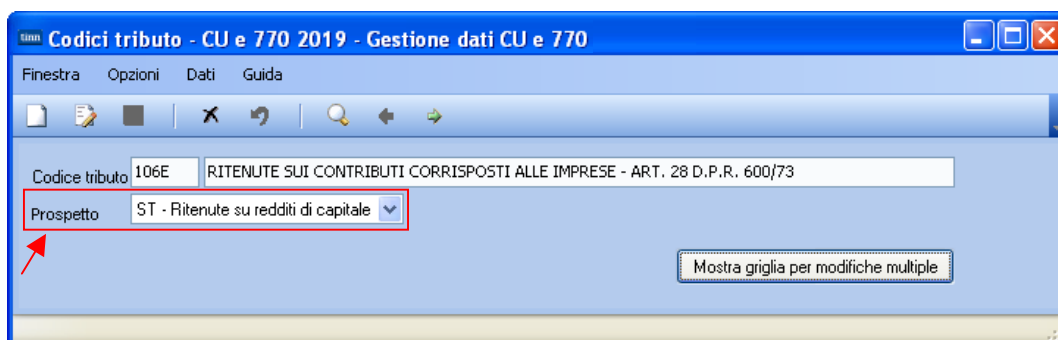 tinn Codici tributo - CU e 770 2019 - Gestione dati CU e 770
Finestra Opzioni Dati Guida
Codice tributo 106E RITENUTE SUI CONTRIBUTI CORRISPOSTI ALLE IMPRESE - ART. 28 D.P.R. 600/73
Prospetto ST - Ritenute su redditi di capitale
Mostra griglia per modifiche multiple